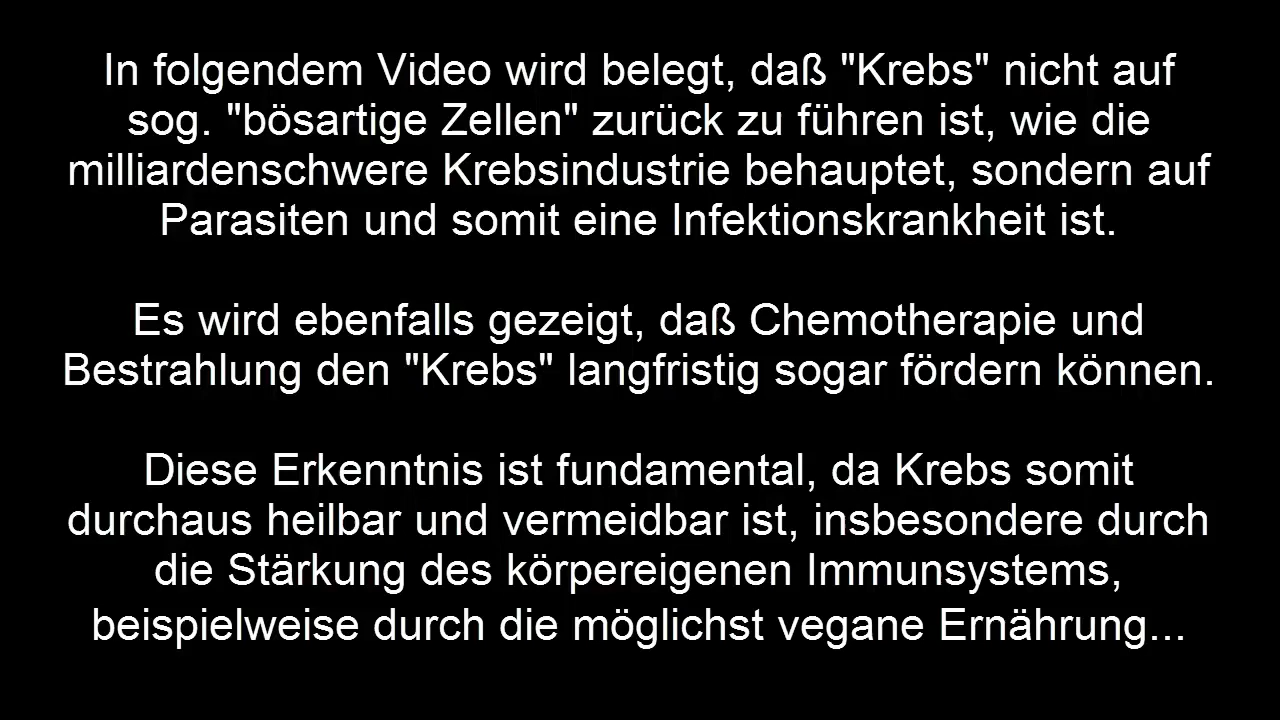 In folgendem Video wird belegt, daß "Krebs" nicht auf
sog. "bösartige Zellen" zurück zu führen ist, wie die
milliardenschwere Krebsindustrie behauptet, sondern auf
Parasiten und somit eine Infektionskrankheit ist.
Es wird ebenfalls gezeigt, daß Chemotherapie und
Bestrahlung den "Krebs" langfristig sogar fördern können.
Diese Erkenntnis ist fundamental, da Krebs somit
durchaus heilbar und vermeidbar ist, insbesondere durch
die Stärkung des körpereigenen Immunsystems,
beispielweise durch die möglichst vegane Ernährung...